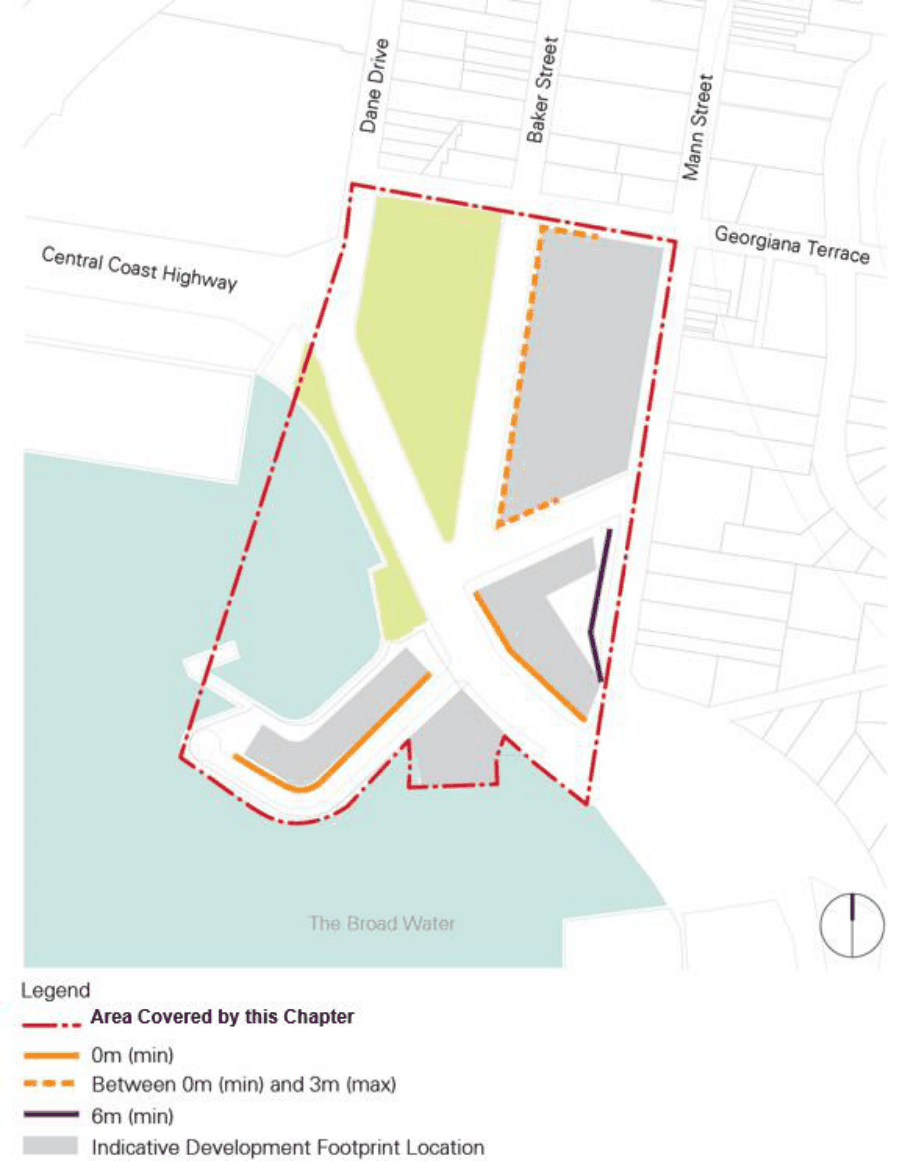 Dane Drive
Baker Street
Mann Street
Georgiana Terrace
Central Coast Highway
The Broad Water
Legend
Area Covered by this Chapter
0m (min)
Between 0m (min) and 3m (max)
6m (min)
Indicative Development Footprint Location